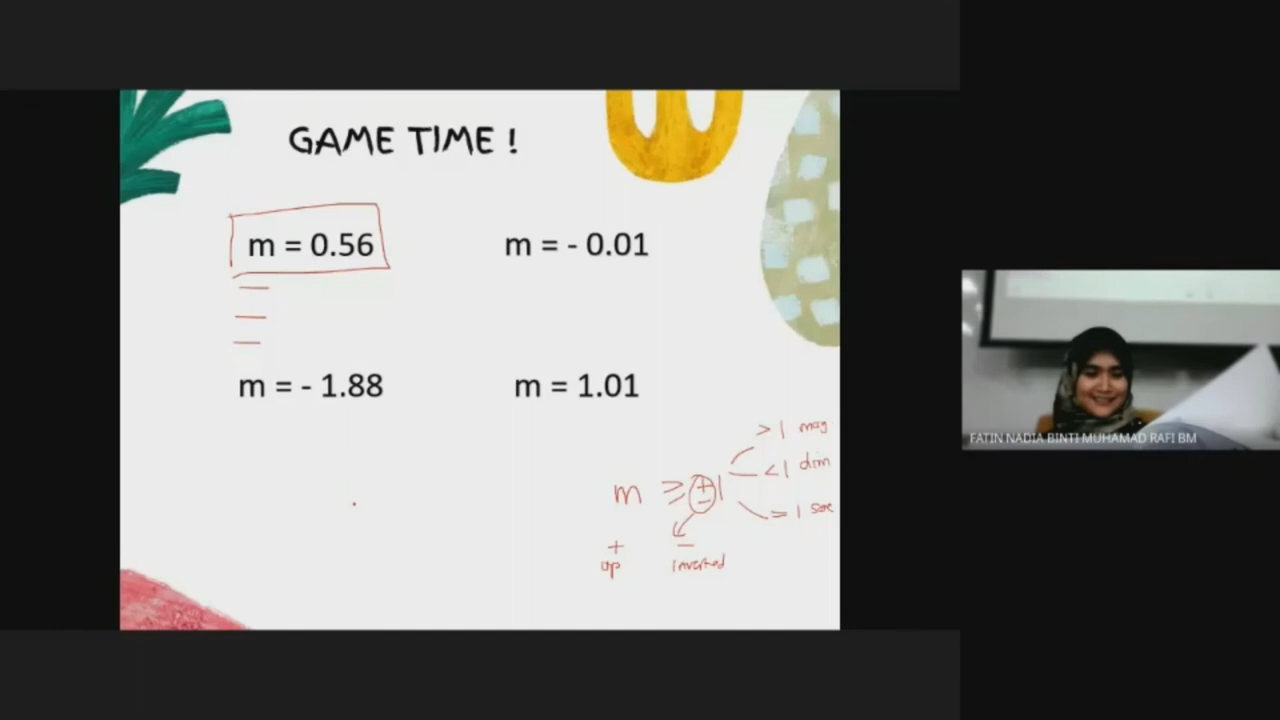 GAME TIME !
m = 0.56
m = - 0.01
m = - 1.88
m = 1.01
> 1 mag
< 1 dim
m ≥ ± 1
= 1
+ -
up inverted
FATIN NADIA BINTI MUHAMAD RAFI BM